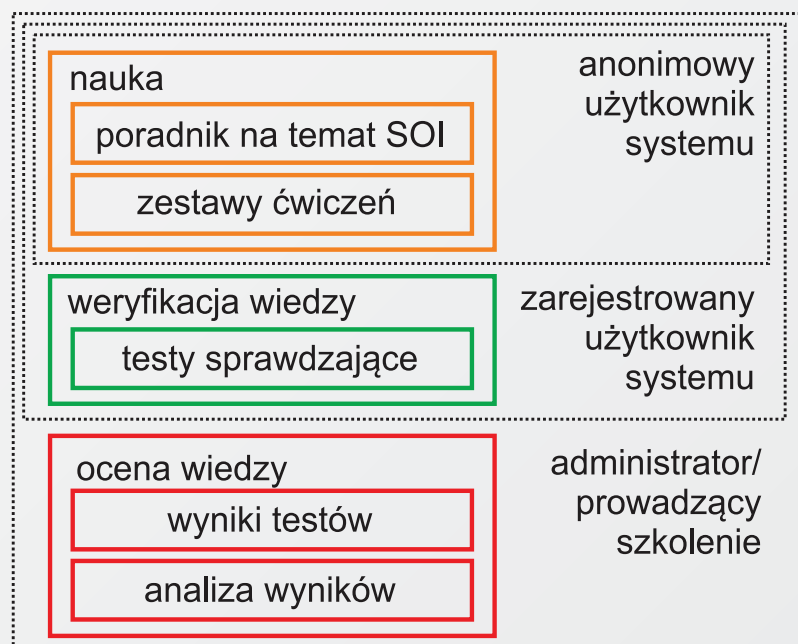 nauka
poradnik na temat SOI
zestawy ćwiczeń
anonimowy
użytkownik
systemu
weryfikacja wiedzy
testy sprawdzające
zarejestrowany
użytkownik
systemu
ocena wiedzy
wyniki testów
analiza wyników
administrator/
prowadzący
szkolenie